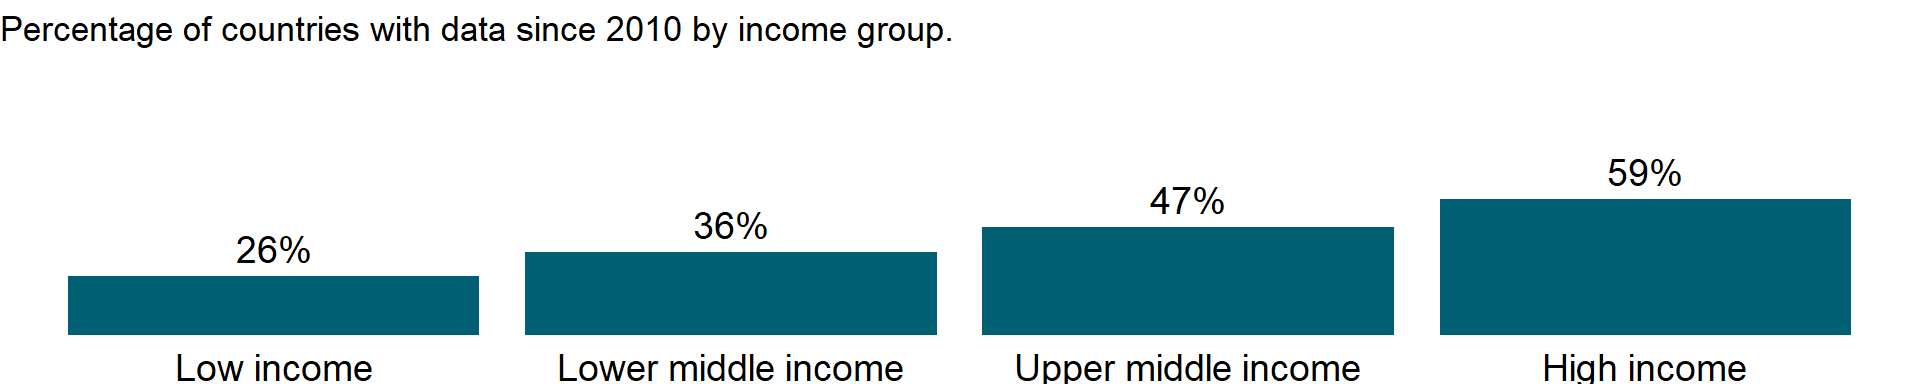 Percentage of countries with data since 2010 by income group.
59%
47%
36%
26%
Low income
Lower middle income
Upper middle income
High income